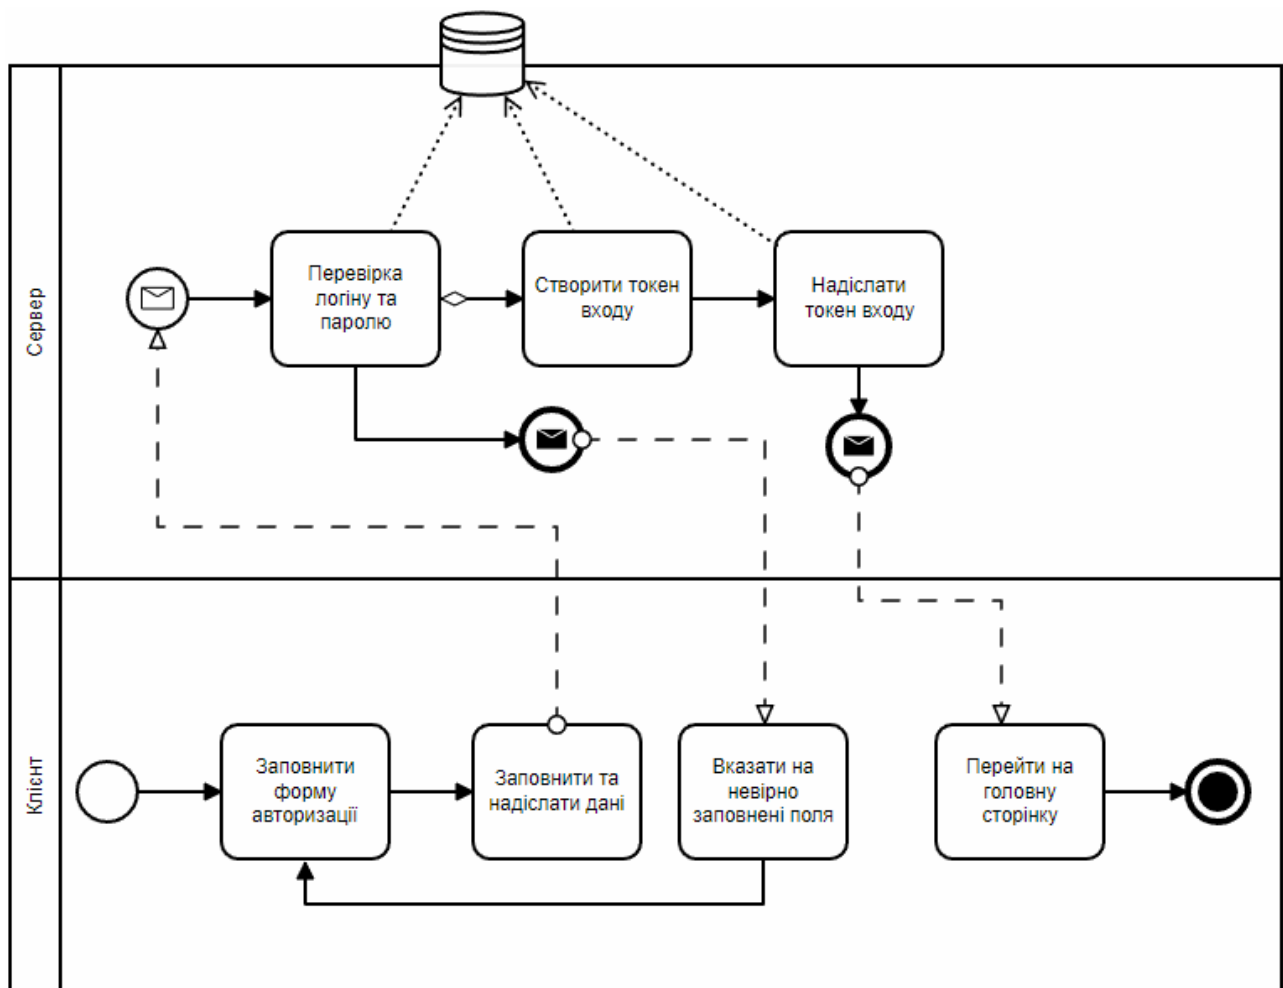 Сервер
Перевірка
логіну та
паролю
Створити токен
входу
Надіслати
токен входу
Клієнт
Заповнити
форму
авторизації
Заповнити та
надіслати дані
Вказати на
невірно
заповнені поля
Перейти на
головну
сторінку